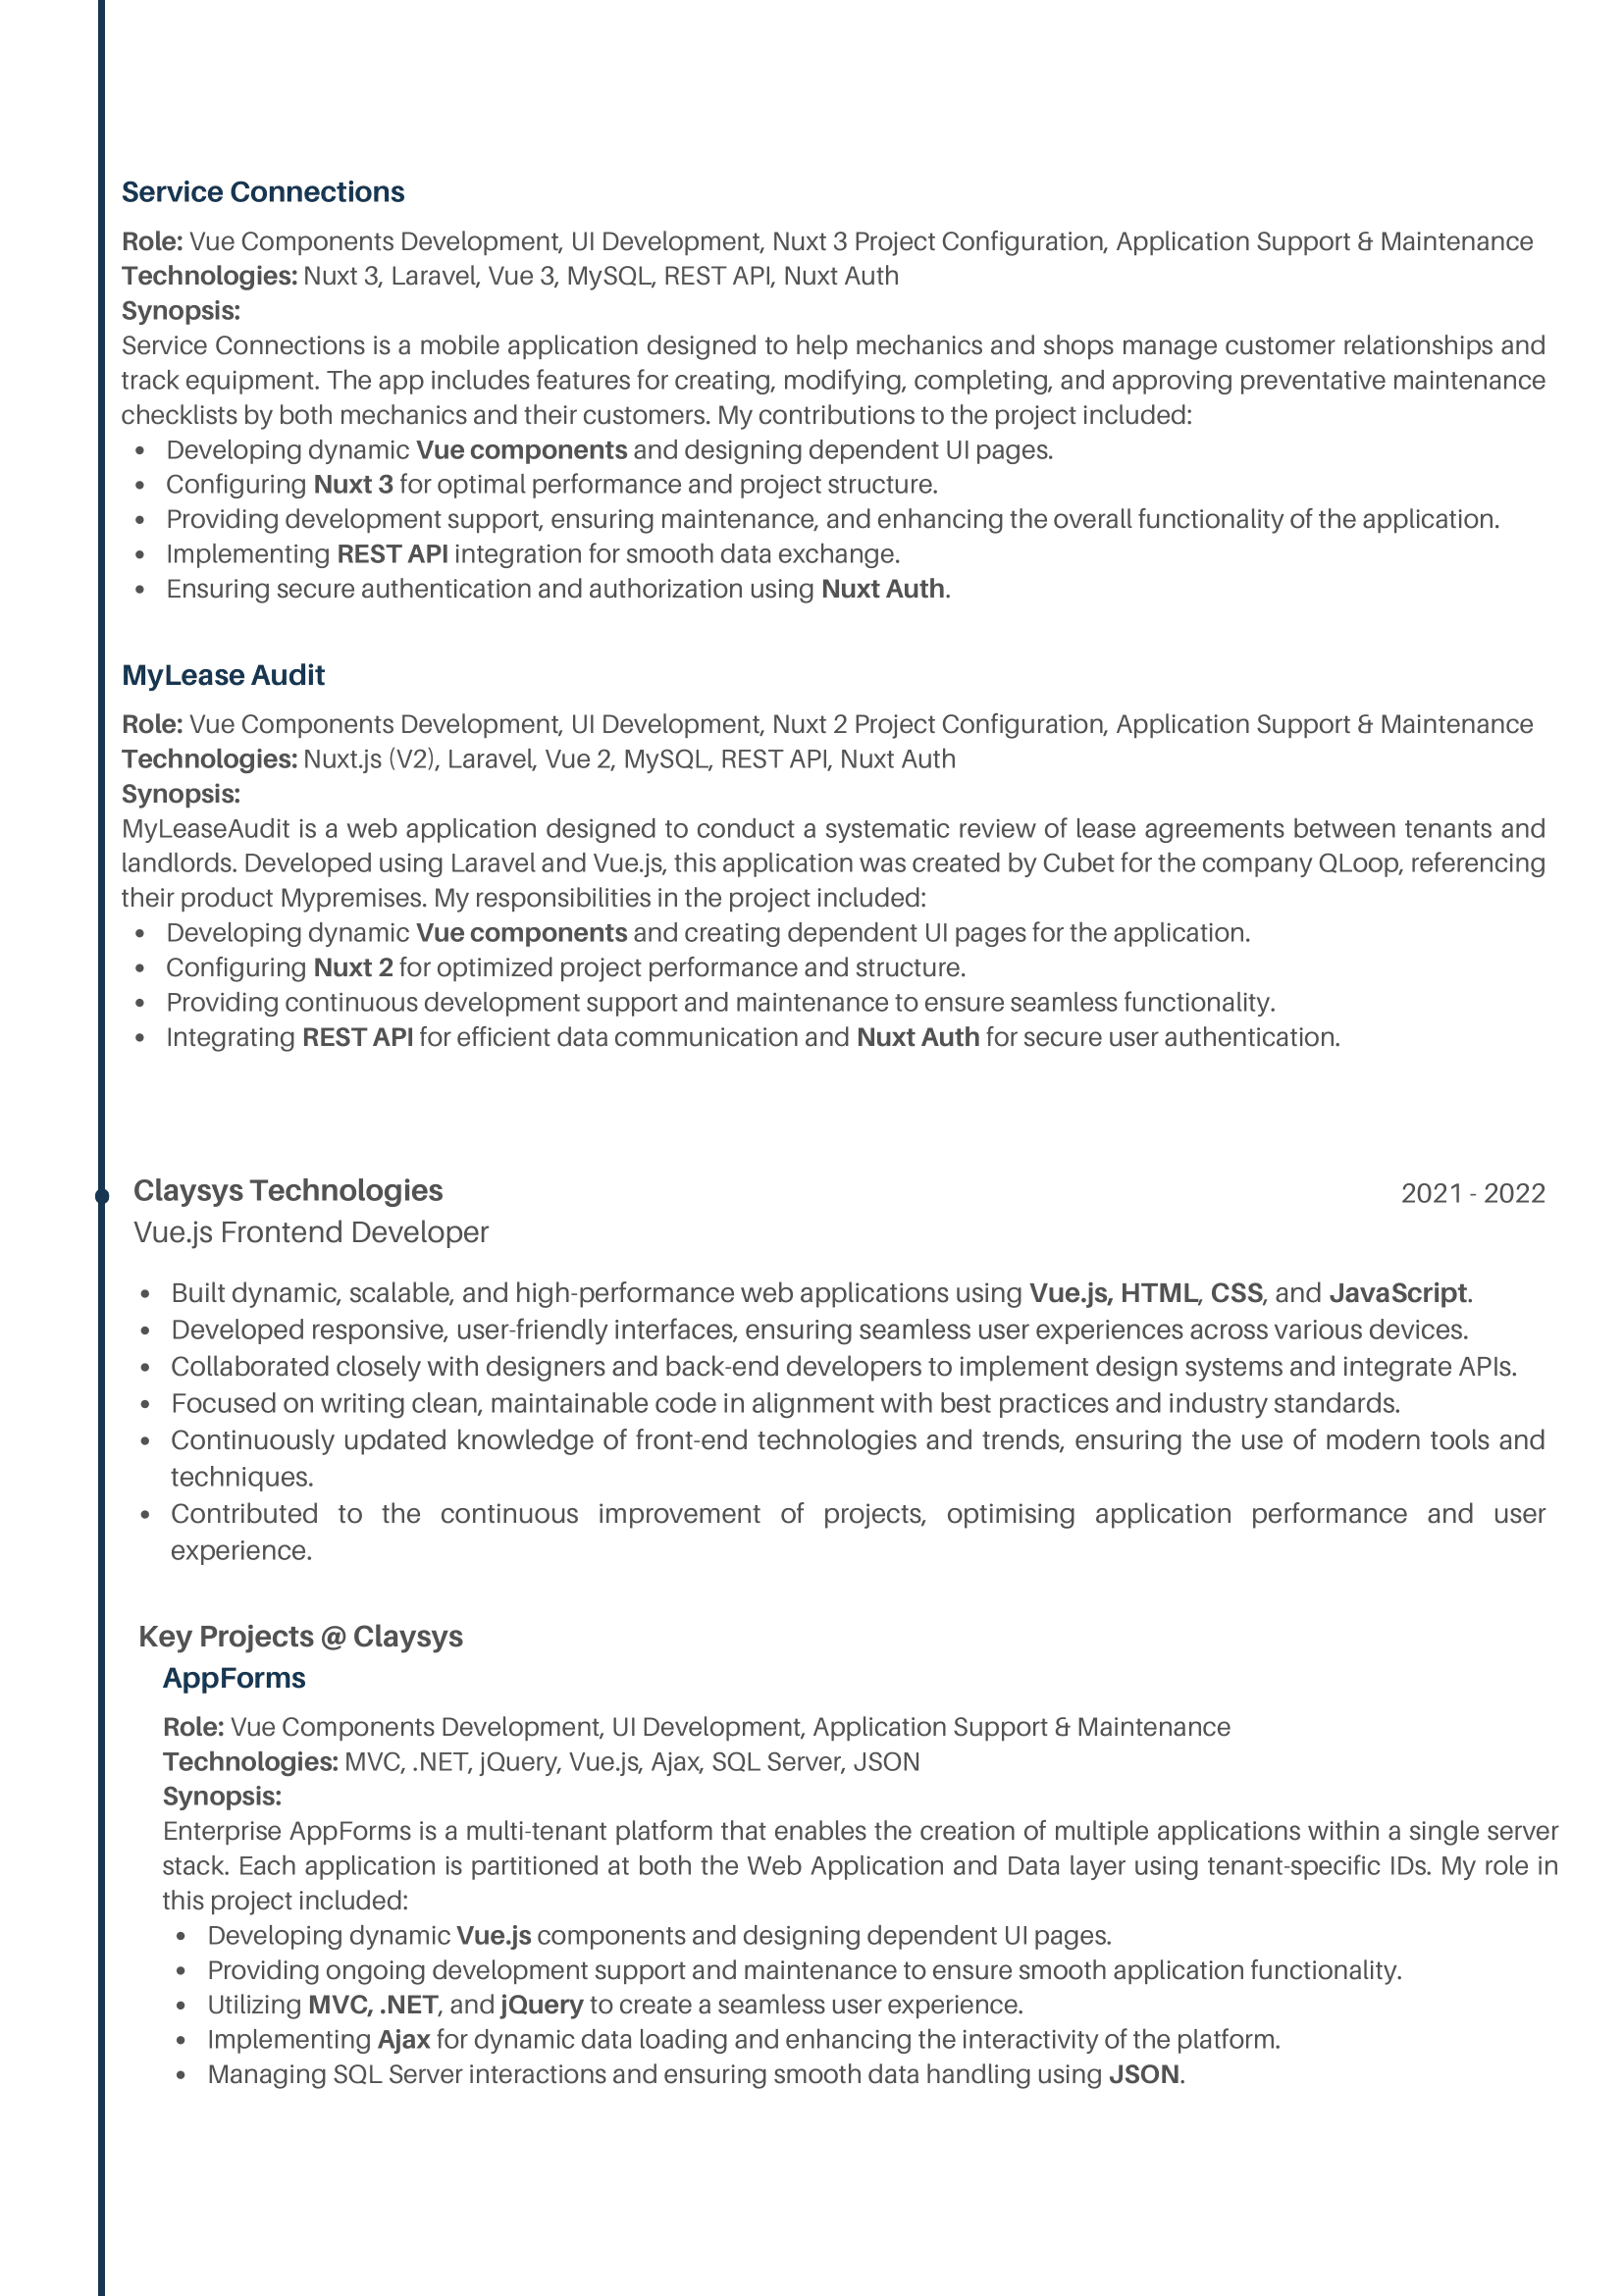 Service Connections
Role: Vue Components Development, UI Development, Nuxt 3 Project Configuration, Application Support & Maintenance
Technologies: Nuxt 3, Laravel, Vue 3, MySQL, REST API, Nuxt Auth
Synopsis:
Service Connections is a mobile application designed to help mechanics and shops manage customer relationships and
track equipment. The app includes features for creating, modifying, completing, and approving preventative maintenance
checklists by both mechanics and their customers. My contributions to the project included:
• Developing dynamic Vue components and designing dependent UI pages.
• Configuring Nuxt 3 for optimal performance and project structure.
• Providing development support, ensuring maintenance, and enhancing the overall functionality of the application.
• Implementing REST API integration for smooth data exchange.
• Ensuring secure authentication and authorization using Nuxt Auth.
MyLease Audit
Role: Vue Components Development, UI Development, Nuxt 2 Project Configuration, Application Support & Maintenance
Technologies: Nuxt.js (V2), Laravel, Vue 2, MySQL, REST API, Nuxt Auth
Synopsis:
MyLeaseAudit is a web application designed to conduct a systematic review of lease agreements between tenants and
landlords. Developed using Laravel and Vue.js, this application was created by Cubet for the company QLoop, referencing
their product Mypremises. My responsibilities in the project included:
• Developing dynamic Vue components and creating dependent UI pages for the application.
• Configuring Nuxt 2 for optimized project performance and structure.
• Providing continuous development support and maintenance to ensure seamless functionality.
• Integrating REST API for efficient data communication and Nuxt Auth for secure user authentication.
Claysys Technologies 2021 - 2022
Vue.js Frontend Developer
• Built dynamic, scalable, and high-performance web applications using Vue.js, HTML, CSS, and JavaScript.
• Developed responsive, user-friendly interfaces, ensuring seamless user experiences across various devices.
• Collaborated closely with designers and back-end developers to implement design systems and integrate APIs.
• Focused on writing clean, maintainable code in alignment with best practices and industry standards.
• Continuously updated knowledge of front-end technologies and trends, ensuring the use of modern tools and
techniques.
• Contributed to the continuous improvement of projects, optimising application performance and user
experience.
Key Projects @ Claysys
AppForms
Role: Vue Components Development, UI Development, Application Support & Maintenance
Technologies: MVC, .NET, jQuery, Vue.js, Ajax, SQL Server, JSON
Synopsis:
Enterprise AppForms is a multi-tenant platform that enables the creation of multiple applications within a single server
stack. Each application is partitioned at both the Web Application and Data layer using tenant-specific IDs. My role in
this project included:
• Developing dynamic Vue.js components and designing dependent UI pages.
• Providing ongoing development support and maintenance to ensure smooth application functionality.
• Utilizing MVC, .NET, and jQuery to create a seamless user experience.
• Implementing Ajax for dynamic data loading and enhancing the interactivity of the platform.
• Managing SQL Server interactions and ensuring smooth data handling using JSON.